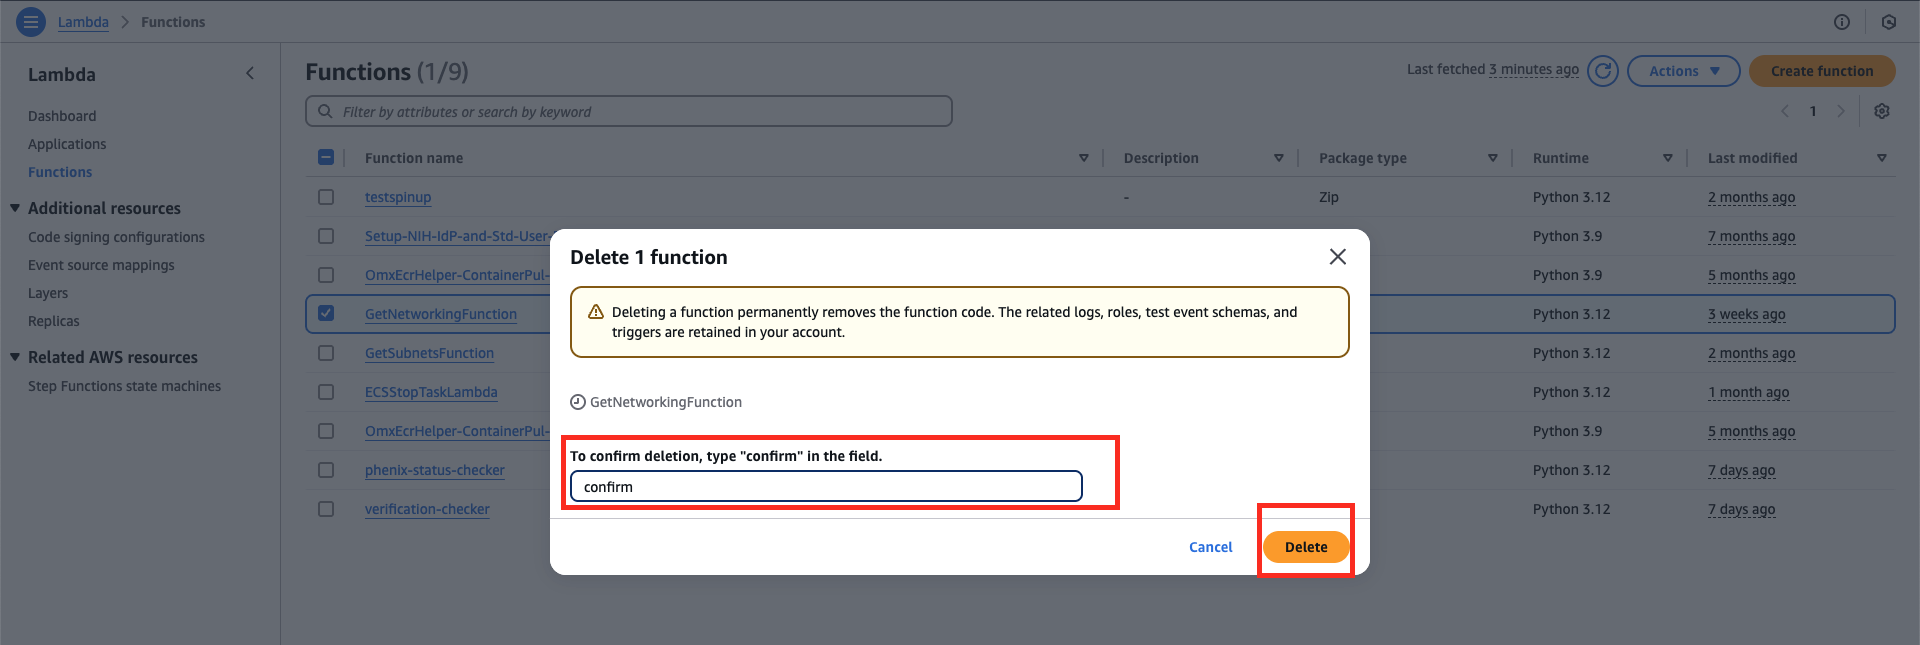 Lambda > Functions
Lambda
Dashboard
Applications
Functions
Additional resources
Code signing configurations
Event source mappings
Layers
Replicas
Related AWS resources
Step Functions state machines
Functions (1/9)
Last fetched 3 minutes ago
Actions
Create function
Filter by attributes or search by keyword
1
Function name Description Package type Runtime Last modified
testspinup - Zip Python 3.12 2 months ago
Setup-NIH-IdP-and-Std-User- Python 3.9 7 months ago
OmxEcrHelper-ContainerPul- Python 3.9 5 months ago
GetNetworkingFunction Python 3.12 3 weeks ago
GetSubnetsFunction Python 3.12 2 months ago
ECSStopTaskLambda Python 3.12 1 month ago
OmxEcrHelper-ContainerPul- Python 3.9 5 months ago
phenix-status-checker Python 3.12 7 days ago
verification-checker Python 3.12 7 days ago
Delete 1 function
Deleting a function permanently removes the function code. The related logs, roles, test event schemas, and
triggers are retained in your account.
GetNetworkingFunction
To confirm deletion, type "confirm" in the field.
confirm
Cancel
Delete